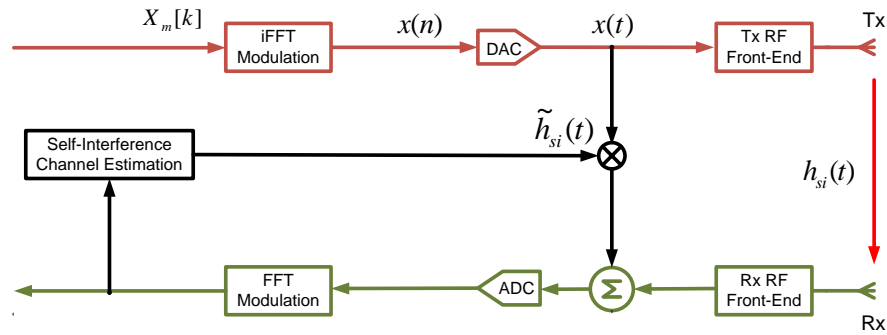 X_m[k]
iFFT
Modulation
x(n)
DAC
x(t)
Tx RF
Front-End
Tx
Self-Interference
Channel Estimation
h̃_si(t)
h_si(t)
FFT
Modulation
ADC
Σ
Rx RF
Front-End
Rx